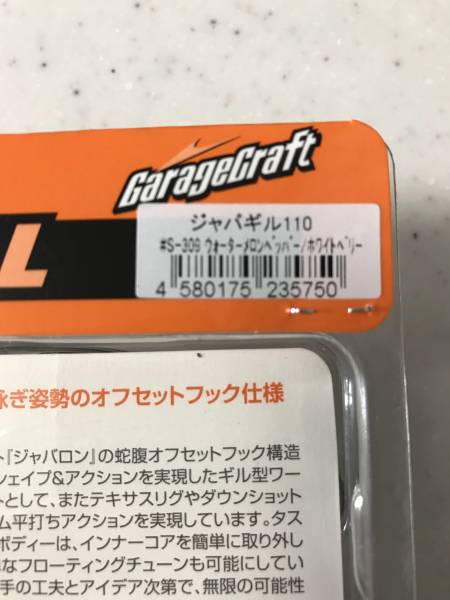 GarageCraft
ジャバギル110
#S-309 ウォーターメロンペッパー/ホワイトベリー
4 580175 235750
L
泳ぎ姿勢のオフセットフック仕様
ト『ジャバロン』の蛇腹オフセットフック構造
シェイプ&アクションを実現したギル型ワー
ートとして、またテキサスリグやダウンショット
ム平打ちアクションを実現しています。タス
ボディーは、インナーコアを簡単に取り外し
なフローティングチューンも可能にしてい
手の工夫とアイデア次第で、無限の可能性